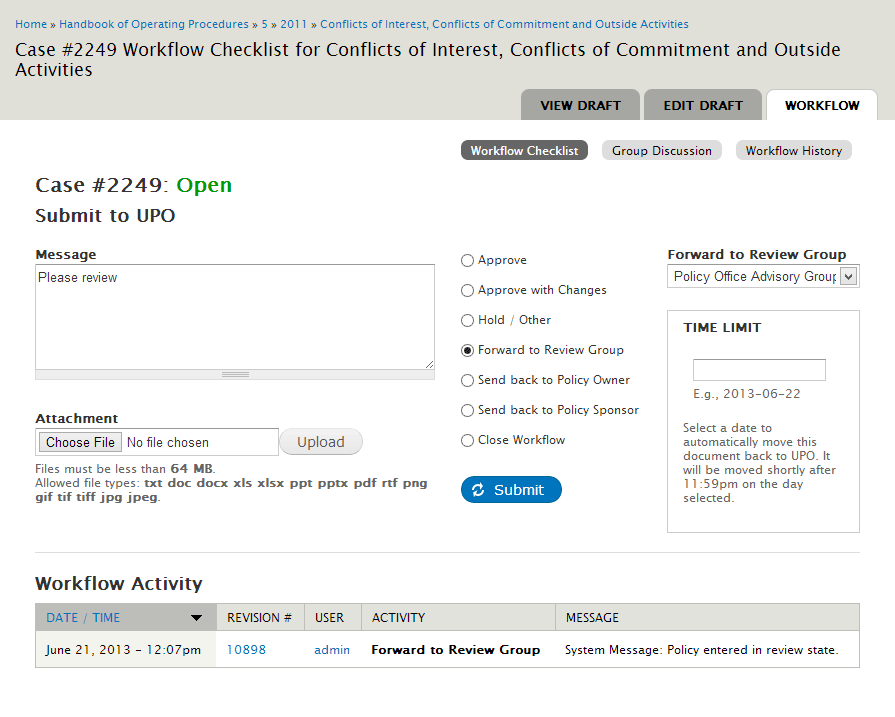 Home » Handbook of Operating Procedures » 5 » 2011 » Conflicts of Interest, Conflicts of Commitment and Outside Activities
Case #2249 Workflow Checklist for Conflicts of Interest, Conflicts of Commitment and Outside
Activities
VIEW DRAFT EDIT DRAFT WORKFLOW
Workflow Checklist Group Discussion Workflow History
Case #2249: Open
Submit to UPO
Message
Please review
Attachment
Choose File No file chosen Upload
Files must be less than 64 MB.
Allowed file types: txt doc docx xls xlsx ppt pptx pdf rtf png
gif tif tiff jpg jpeg.
Approve
Approve with Changes
Hold / Other
Forward to Review Group
Send back to Policy Owner
Send back to Policy Sponsor
Close Workflow
Submit
Forward to Review Group
Policy Office Advisory Group
TIME LIMIT
E.g., 2013-06-22
Select a date to
automatically move this
document back to UPO. It
will be moved shortly after
11:59pm on the day
selected.
Workflow Activity
DATE / TIME REVISION # USER ACTIVITY MESSAGE
June 21, 2013 - 12:07pm 10898 admin Forward to Review Group System Message: Policy entered in review state.